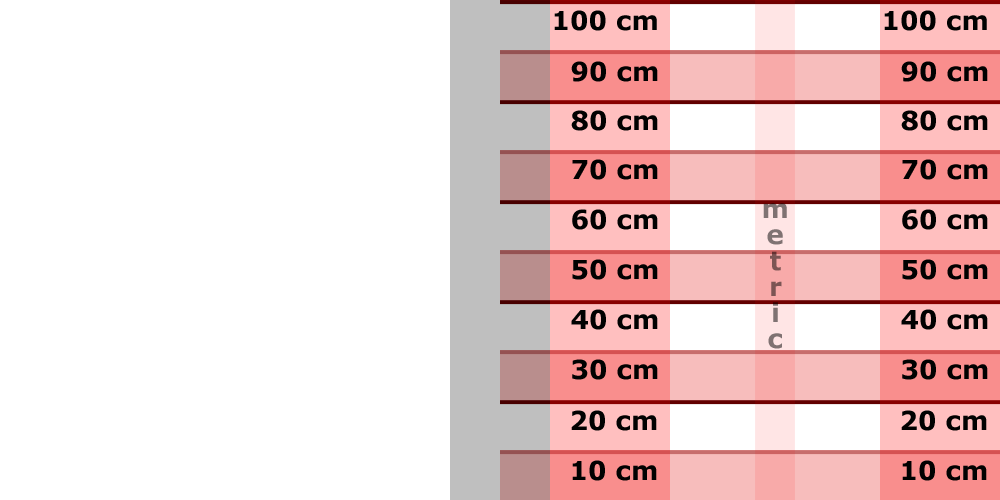 100 cm 100 cm
90 cm 90 cm
80 cm 80 cm
70 cm 70 cm
60 cm 60 cm
50 cm 50 cm
40 cm 40 cm
30 cm 30 cm
20 cm 20 cm
10 cm 10 cm
metric